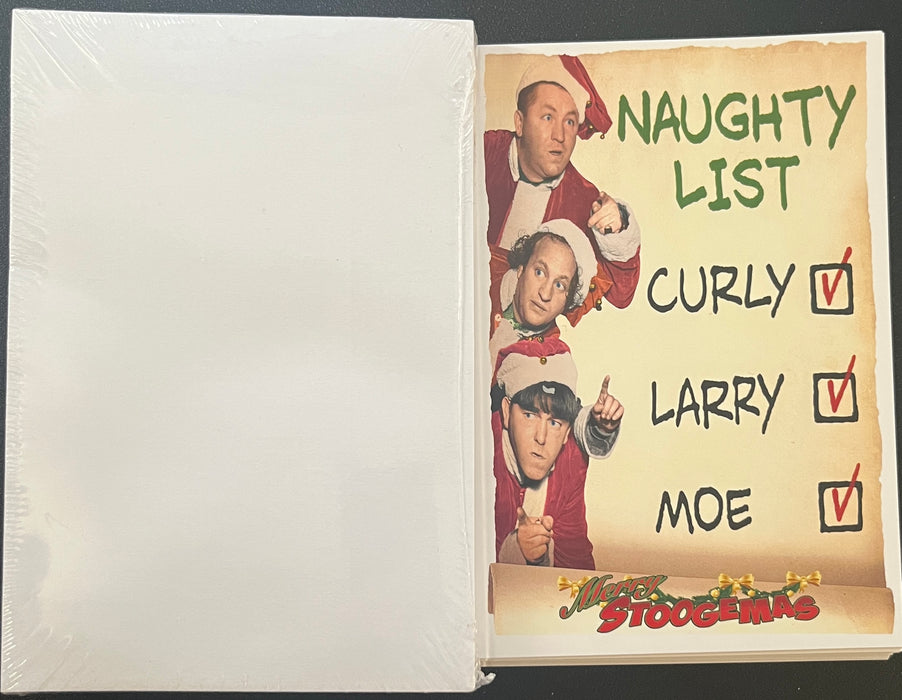 NAUGHTY
LIST
CURLY
LARRY
MOE
Merry
STOOGEMAS